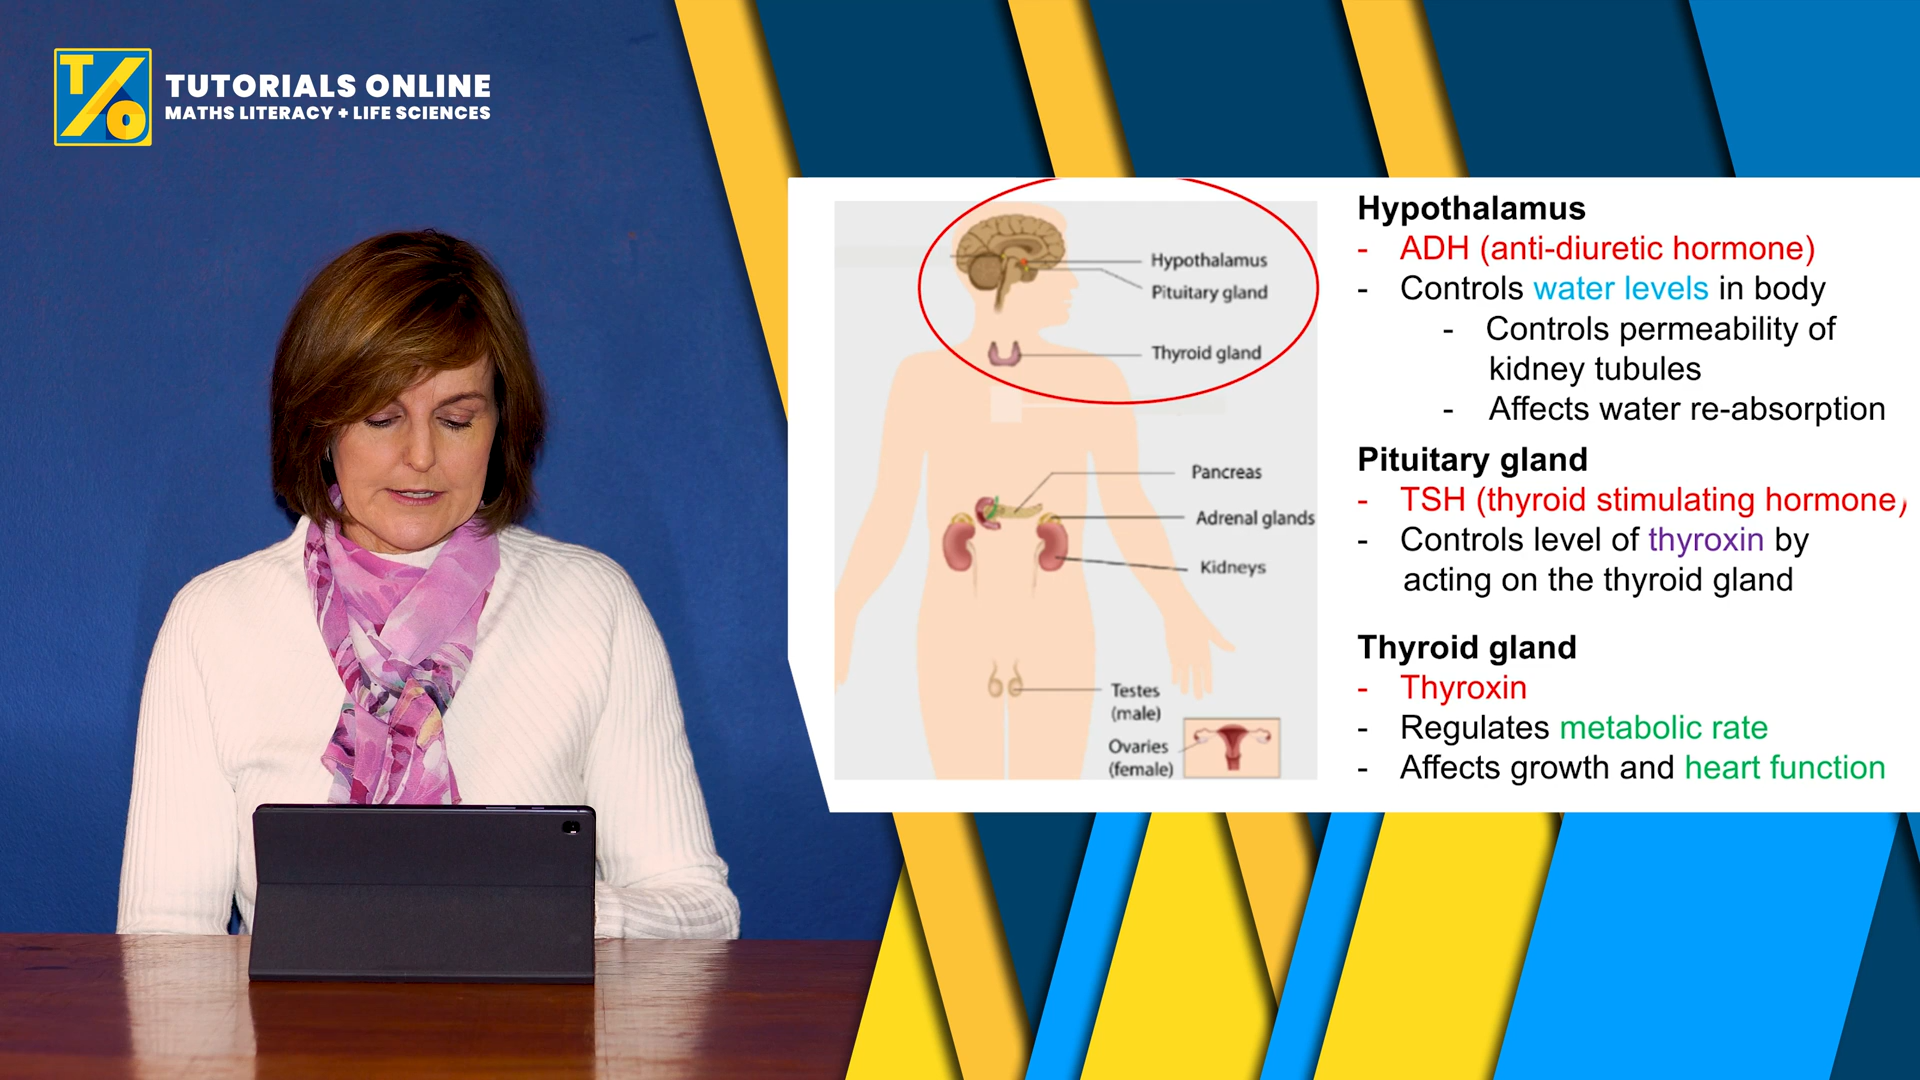 T/O
TUTORIALS ONLINE
MATHS LITERACY + LIFE SCIENCES
Hypothalamus
Pituitary gland
Thyroid gland
Pancreas
Adrenal glands
Kidneys
Testes
(male)
Ovaries
(female)
Hypothalamus
- ADH (anti-diuretic hormone)
- Controls water levels in body
- Controls permeability of
kidney tubules
- Affects water re-absorption
Pituitary gland
- TSH (thyroid stimulating hormone)
- Controls level of thyroxin by
acting on the thyroid gland
Thyroid gland
- Thyroxin
- Regulates metabolic rate
- Affects growth and heart function